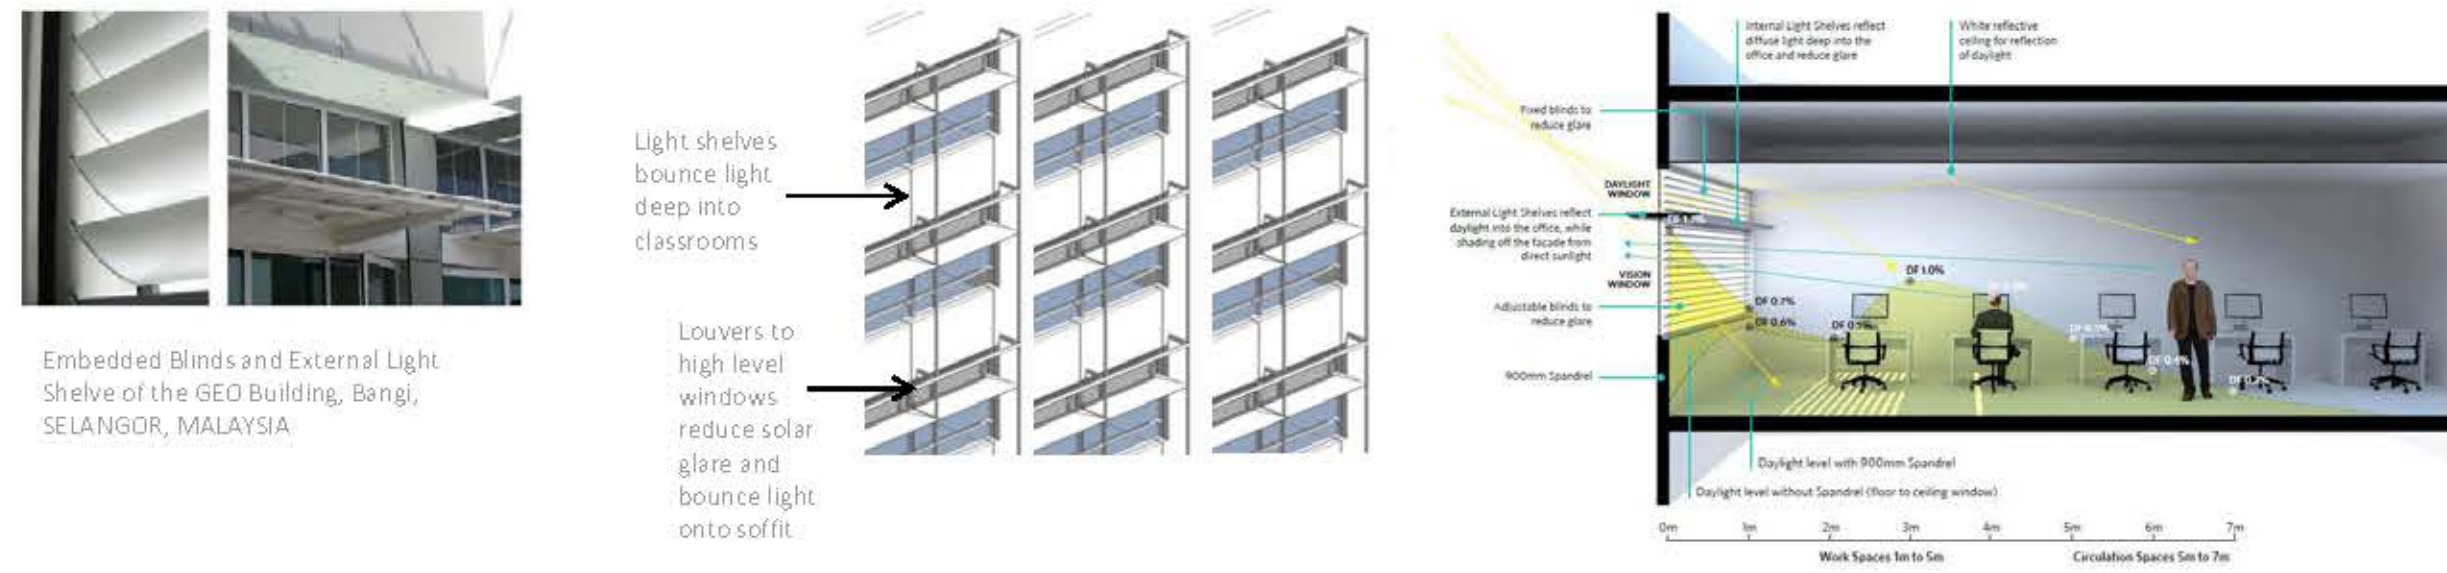 Embedded Blinds and External Light
Shelve of the GEO Building, Bangi,
SELANGOR, MALAYSIA
Light shelves
bounce light
deep into
classrooms
Louvers to
high level
windows
reduce solar
glare and
bounce light
onto soffit
Internal Light Shelves reflect
diffuse light deep into the
office and reduce glare
White reflective
ceiling for reflection
of daylight
Fixed blinds to
reduce glare
DAYLIGHT
WINDOW
External Light Shelves reflect
daylight into the office, while
shading off the facade from
direct sunlight
VISION
WINDOW
Adjustable blinds to
reduce glare
900mm Spandrel
DF 1.0%
DF 0.7%
DF 0.6%
DF 0.4%
Daylight level with 900mm Spandrel
Daylight level without Spandrel (floor to ceiling window)
0m 1m 2m 3m 4m 5m 6m 7m
Work Spaces 1m to 5m
Circulation Spaces 5m to 7m